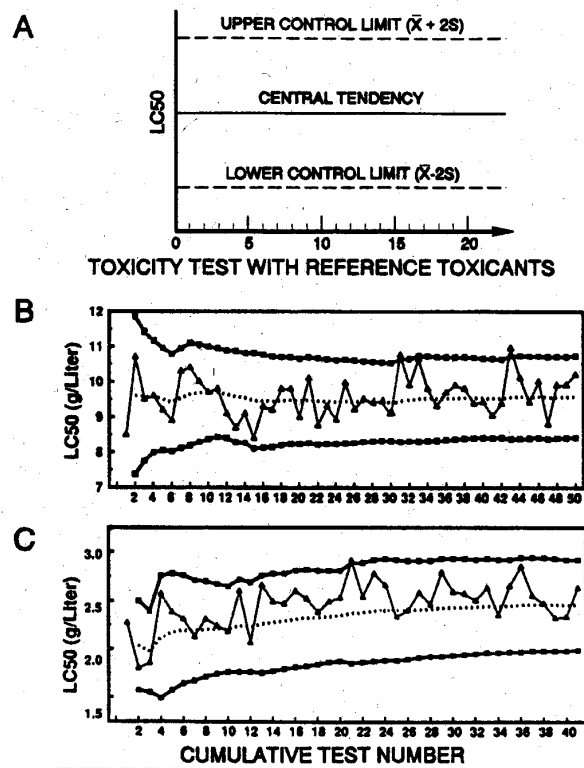 A
UPPER CONTROL LIMIT (X̅ + 2S)
CENTRAL TENDENCY
LOWER CONTROL LIMIT (X̅-2S)
LC50
0 5 10 15 20
TOXICITY TEST WITH REFERENCE TOXICANTS
B
LC50 (g/Liter)
12
11
10
9
8
7
2 4 6 8 10 12 14 16 18 20 22 24 26 28 30 32 34 36 38 40 42 44 46 48 50
C
LC50 (g/Liter)
3.0
2.5
2.0
1.5
2 4 6 8 10 12 14 16 18 20 22 24 26 28 30 32 34 36 38 40
CUMULATIVE TEST NUMBER